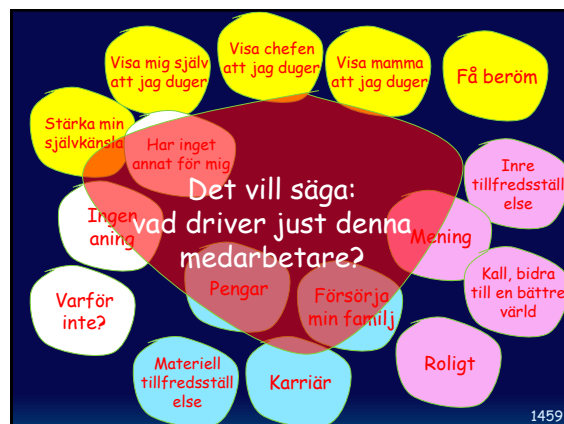 Visa mig själv
att jag duger
Visa chefen
att jag duger
Visa mamma
att jag duger
Få beröm
Stärka min
självkänsla
Har inget
annat för mig
Inre
tillfredsställ
else
Det vill säga:
vad driver just denna
medarbetare?
Ingen
aning
Mening
Kall, bidra
till en bättre
värld
Pengar
Försörja
min familj
Varför
inte?
Materiell
tillfredsställ
else
Karriär
Roligt
1459